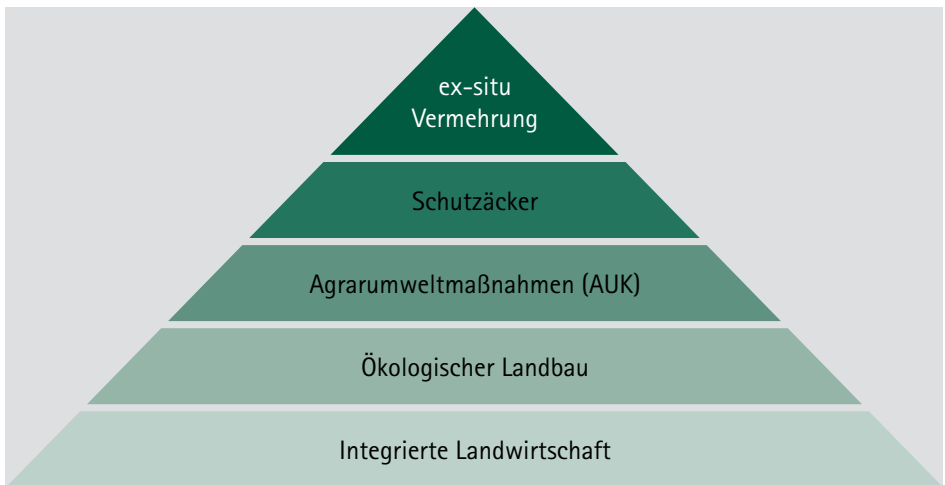 ex-situ
Vermehrung
Schutzäcker
Agrarumweltmaßnahmen (AUK)
Ökologischer Landbau
Integrierte Landwirtschaft